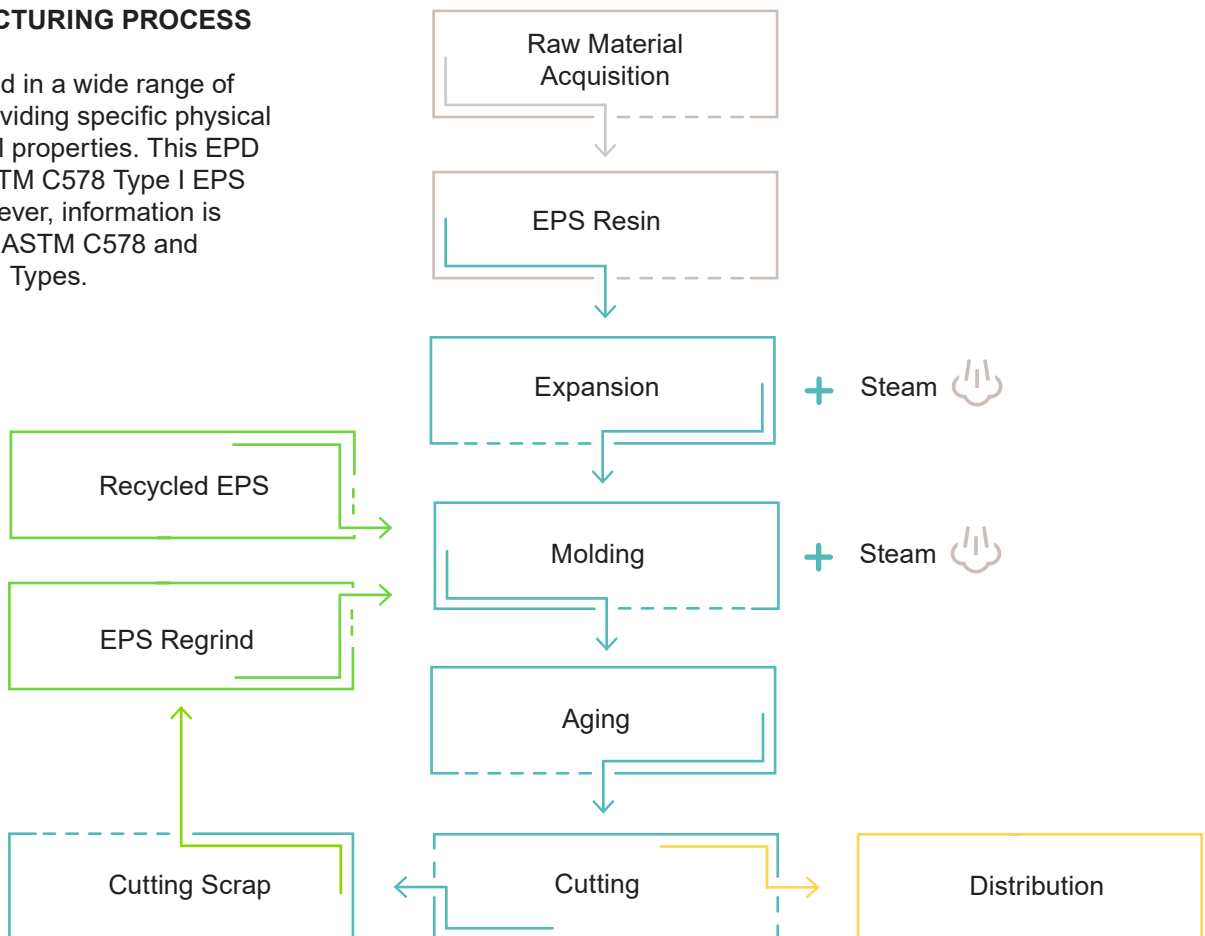 CTURING PROCESS
d in a wide range of
viding specific physical
l properties. This EPD
TM C578 Type I EPS
ever, information is
ASTM C578 and
Types.
Raw Material
Acquisition
EPS Resin
Expansion
+ Steam
Recycled EPS
Molding
+ Steam
EPS Regrind
Aging
Cutting Scrap
Cutting
Distribution